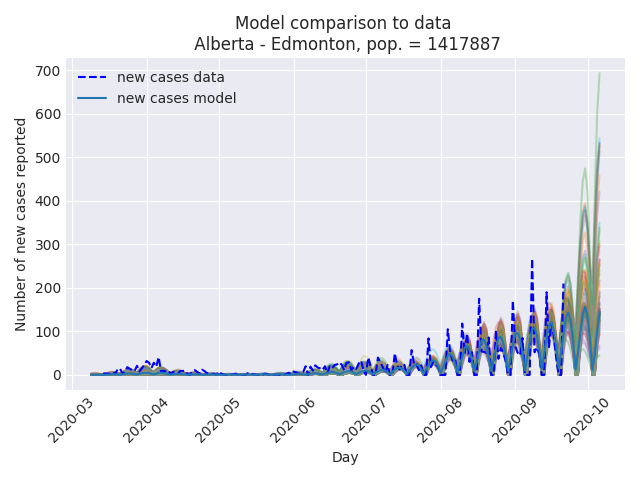 Model comparison to data
Alberta - Edmonton, pop. = 1417887
new cases data
new cases model
Number of new cases reported
700
600
500
400
300
200
100
0
2020-03
2020-04
2020-05
2020-06
2020-07
2020-08
2020-09
2020-10
Day